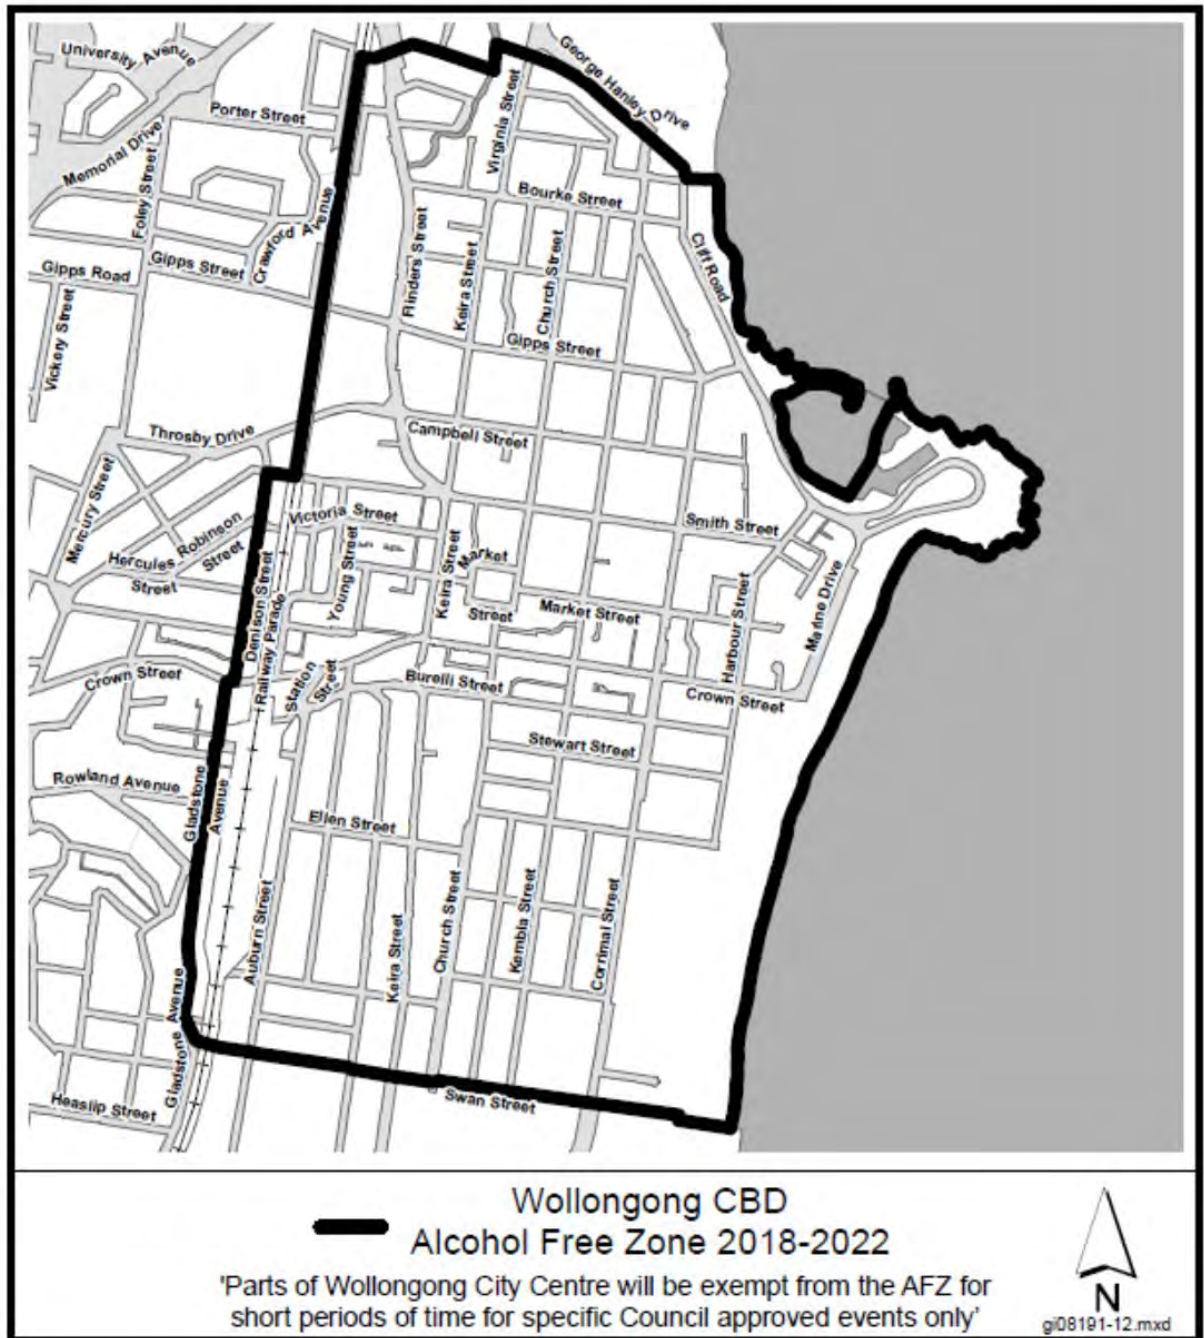 University Avenue
George Hanley Drive
Porter Street
Virginia Street
Memorial Drive
Foley Street
Bourke Street
Crawford Avenue
Flinders Street
Keira Street
Church Street
Cliff Road
Gipps Road
Gipps Street
Vickery Street
Gipps Street
Throsby Drive
Campbell Street
Mercury Street
Victoria Street
Smith Street
Hercules
Street
Robinson
Street
Denison Street
Railway Parade
Young Street
Keira Street
Market
Street
Market Street
Harbour Street
Marine Drive
Crown Street
Station
Street
Burelli Street
Crown Street
Stewart Street
Rowland Avenue
Gladstone
Avenue
Ellen Street
Auburn Street
Keira Street
Church Street
Kembla Street
Corrimal Street
Gladstone Avenue
Heaslip Street
Swan Street
Wollongong CBD
Alcohol Free Zone 2018-2022
'Parts of Wollongong City Centre will be exempt from the AFZ for
short periods of time for specific Council approved events only'
N
gi08191-12.mxd